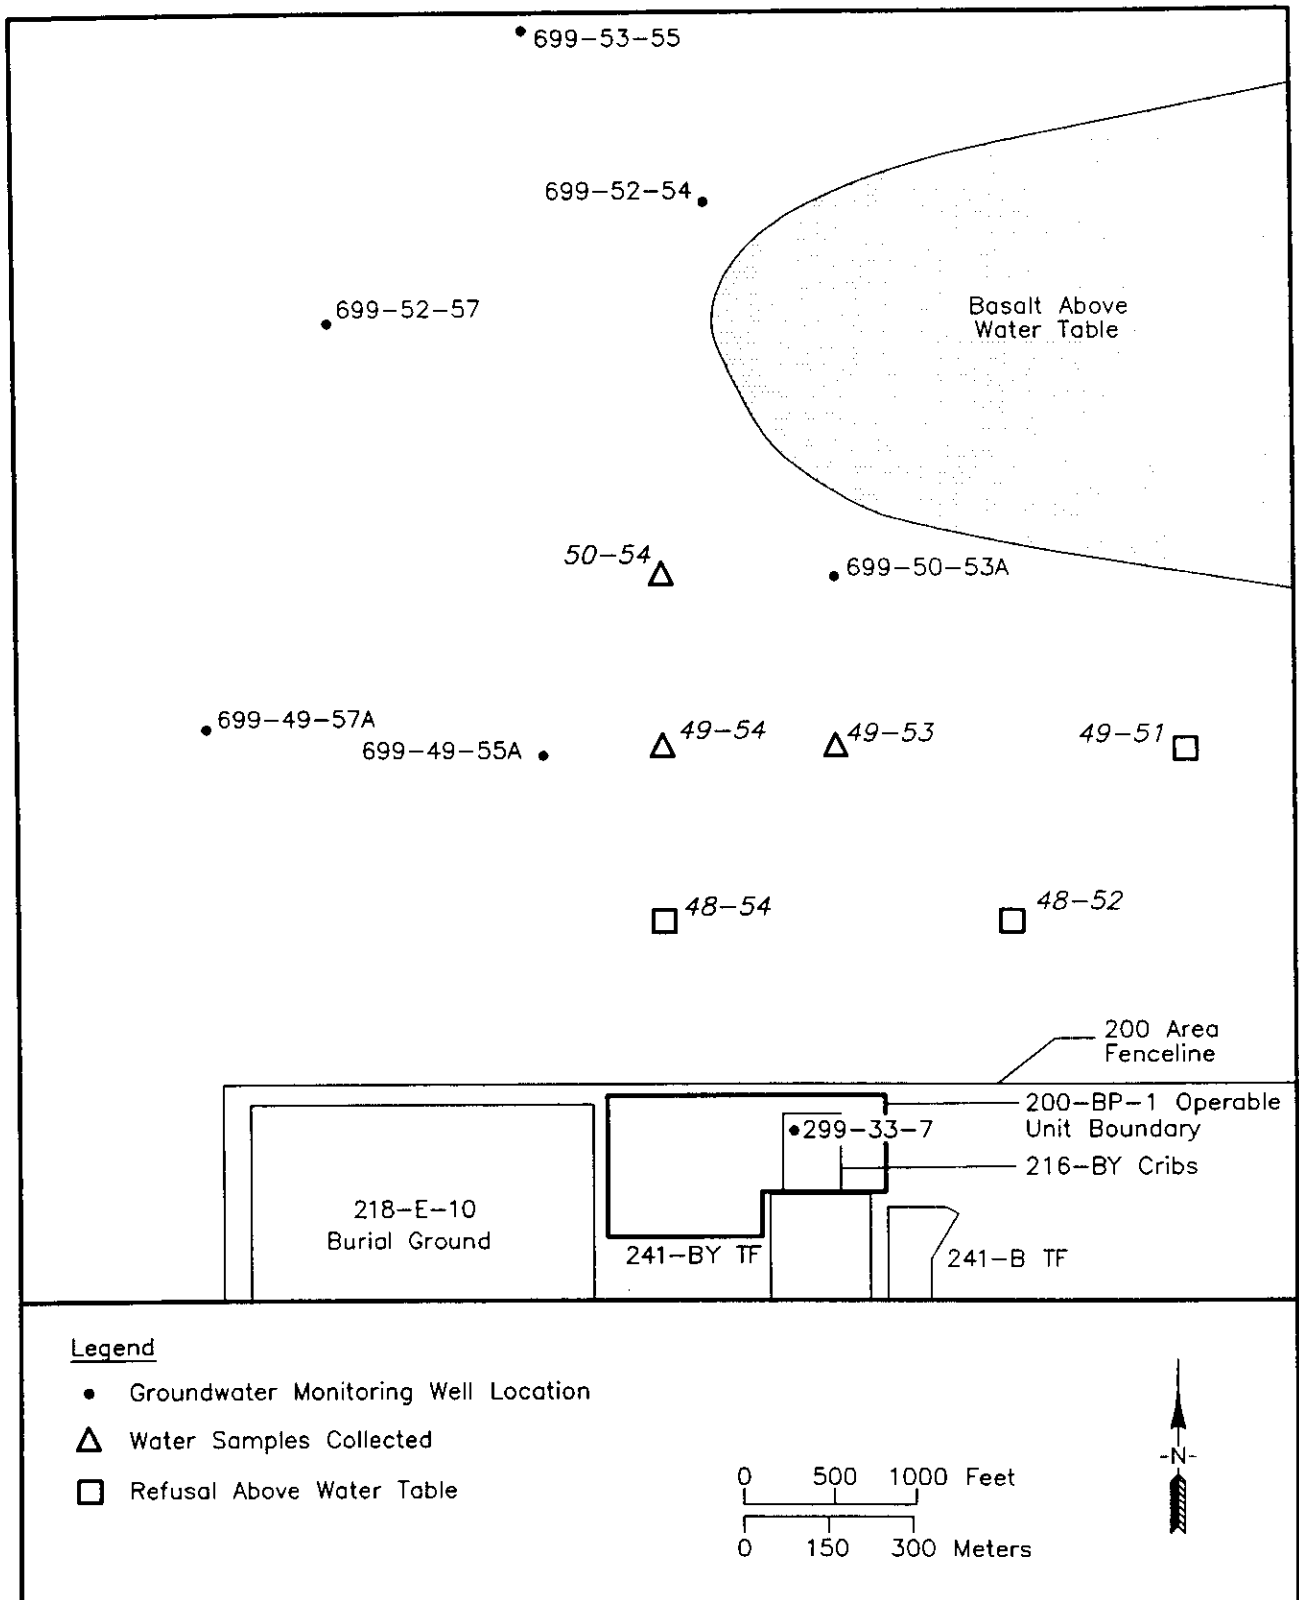 699-53-55
699-52-54
699-52-57
Basalt Above
Water Table
50-54
699-50-53A
699-49-57A
699-49-55A
49-54
49-53
49-51
48-54
48-52
200 Area
Fenceline
200-BP-1 Operable
Unit Boundary
299-33-7
216-BY Cribs
218-E-10
Burial Ground
241-BY TF
241-B TF
Legend
Groundwater Monitoring Well Location
Water Samples Collected
Refusal Above Water Table
0 500 1000 Feet
0 150 300 Meters
-N-